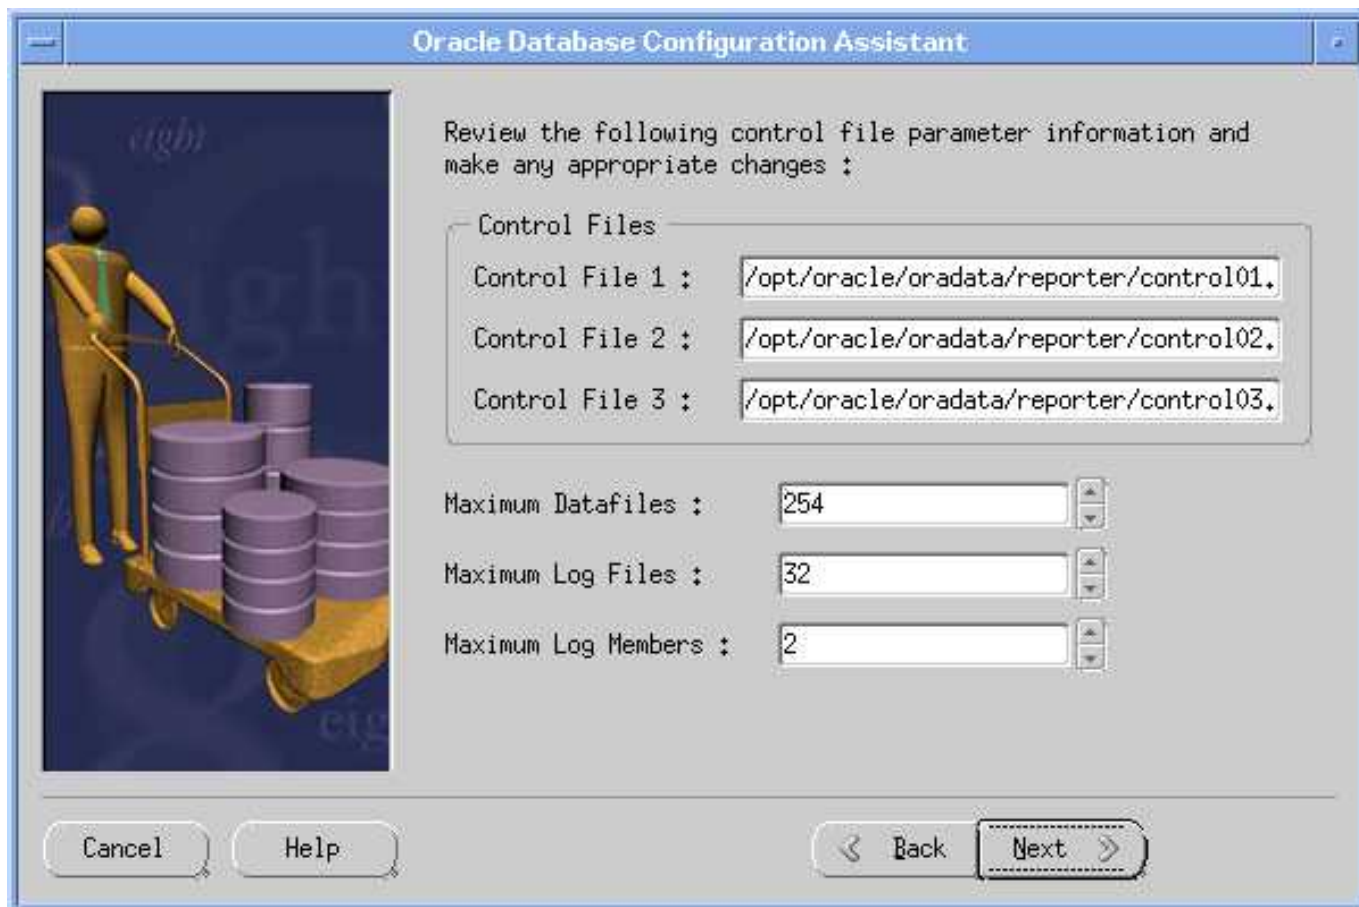 Oracle Database Configuration Assistant
eight
Review the following control file parameter information and
make any appropriate changes :
Control Files
Control File 1 : /opt/oracle/oradata/reporter/control01.
Control File 2 : /opt/oracle/oradata/reporter/control02.
Control File 3 : /opt/oracle/oradata/reporter/control03.
Maximum Datafiles : 254
Maximum Log Files : 32
Maximum Log Members : 2
eig
Cancel Help Back Next